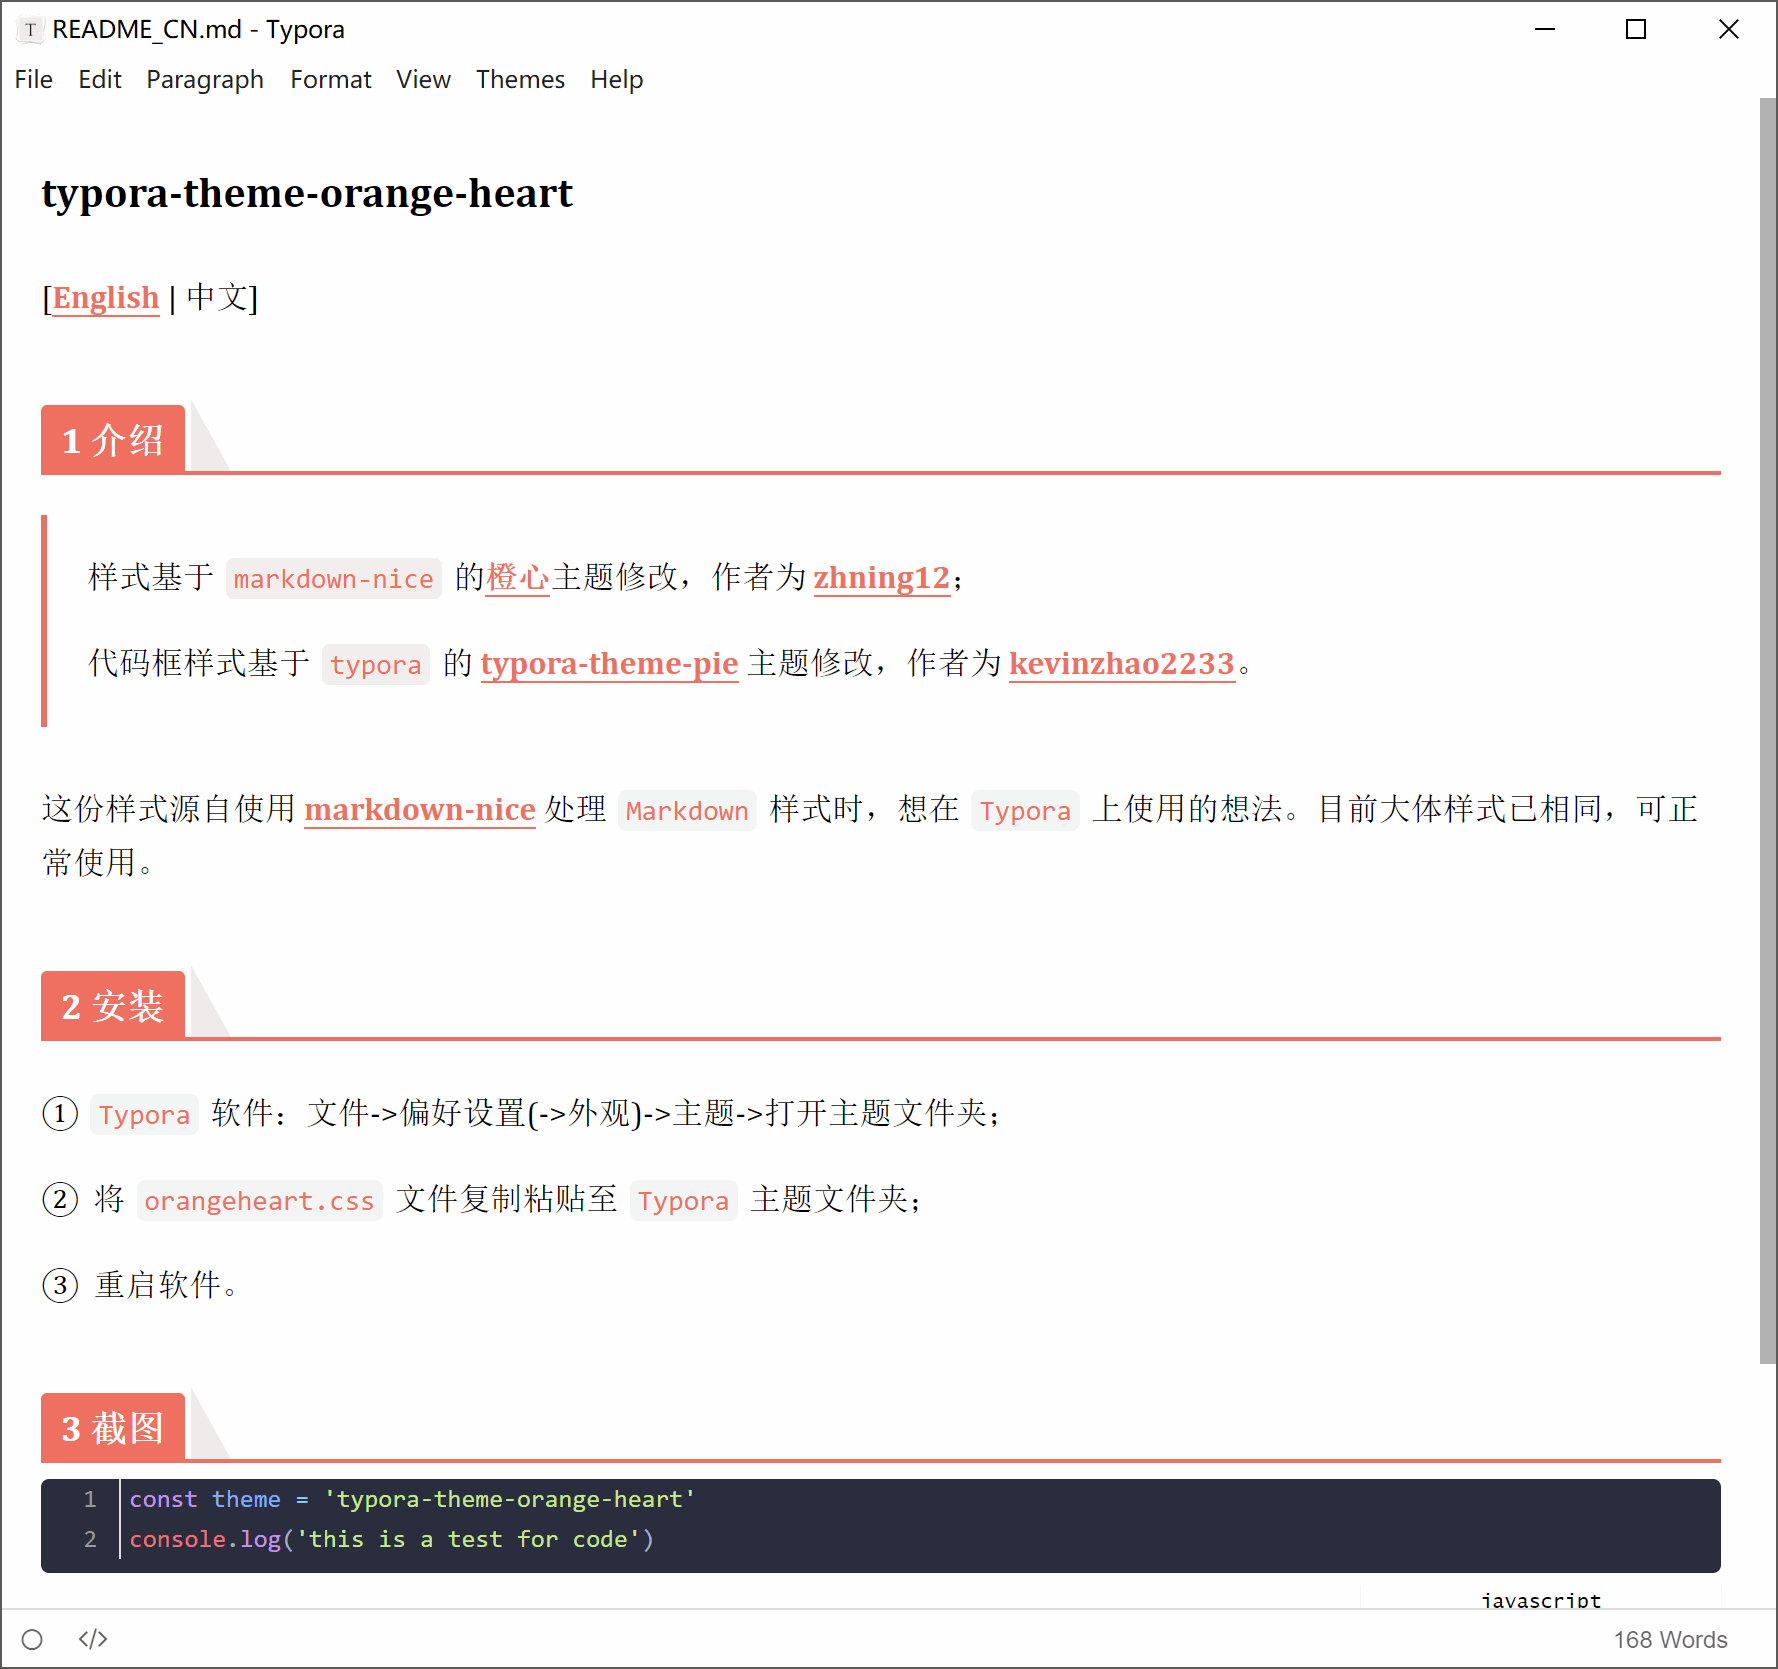 T README_CN.md - Typora
File Edit Paragraph Format View Themes Help
typora-theme-orange-heart
[English | 中文]
1 介绍
样式基于 markdown-nice 的橙心主题修改，作者为 zhning12；
代码框样式基于 typora 的 typora-theme-pie 主题修改，作者为 kevinzhao2233。
这份样式源自使用 markdown-nice 处理 Markdown 样式时，想在 Typora 上使用的想法。目前大体样式已相同，可正
常使用。
2 安装
① Typora 软件：文件->偏好设置(->外观)->主题->打开主题文件夹；
② 将 orangeheart.css 文件复制粘贴至 Typora 主题文件夹；
③ 重启软件。
3 截图
1 const theme = 'typora-theme-orange-heart'
2 console.log('this is a test for code')
javascript
</> 168 Words